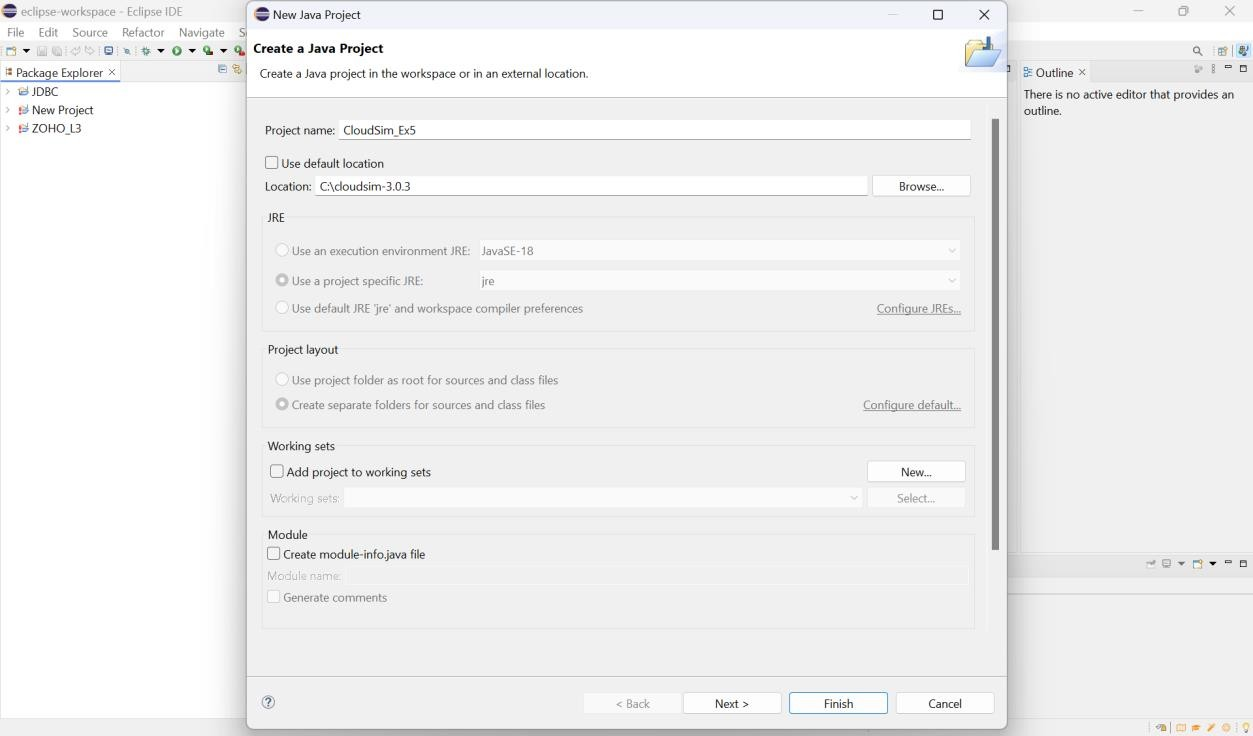 eclipse-workspace - Eclipse IDE
File Edit Source Refactor Navigate
Package Explorer
JDBC
New Project
ZOHO_L3
New Java Project
Create a Java Project
Create a Java project in the workspace or in an external location.
Project name: CloudSim_Ex5
Use default location
Location: C:\cloudsim-3.0.3 Browse...
JRE
Use an execution environment JRE: JavaSE-18
Use a project specific JRE: jre
Use default JRE 'jre' and workspace compiler preferences Configure JREs...
Project layout
Use project folder as root for sources and class files
Create separate folders for sources and class files Configure default...
Working sets
Add project to working sets New...
Working sets: Select...
Module
Create module-info.java file
Module name:
Generate comments
< Back Next > Finish Cancel
Outline
There is no active editor that provides an
outline.